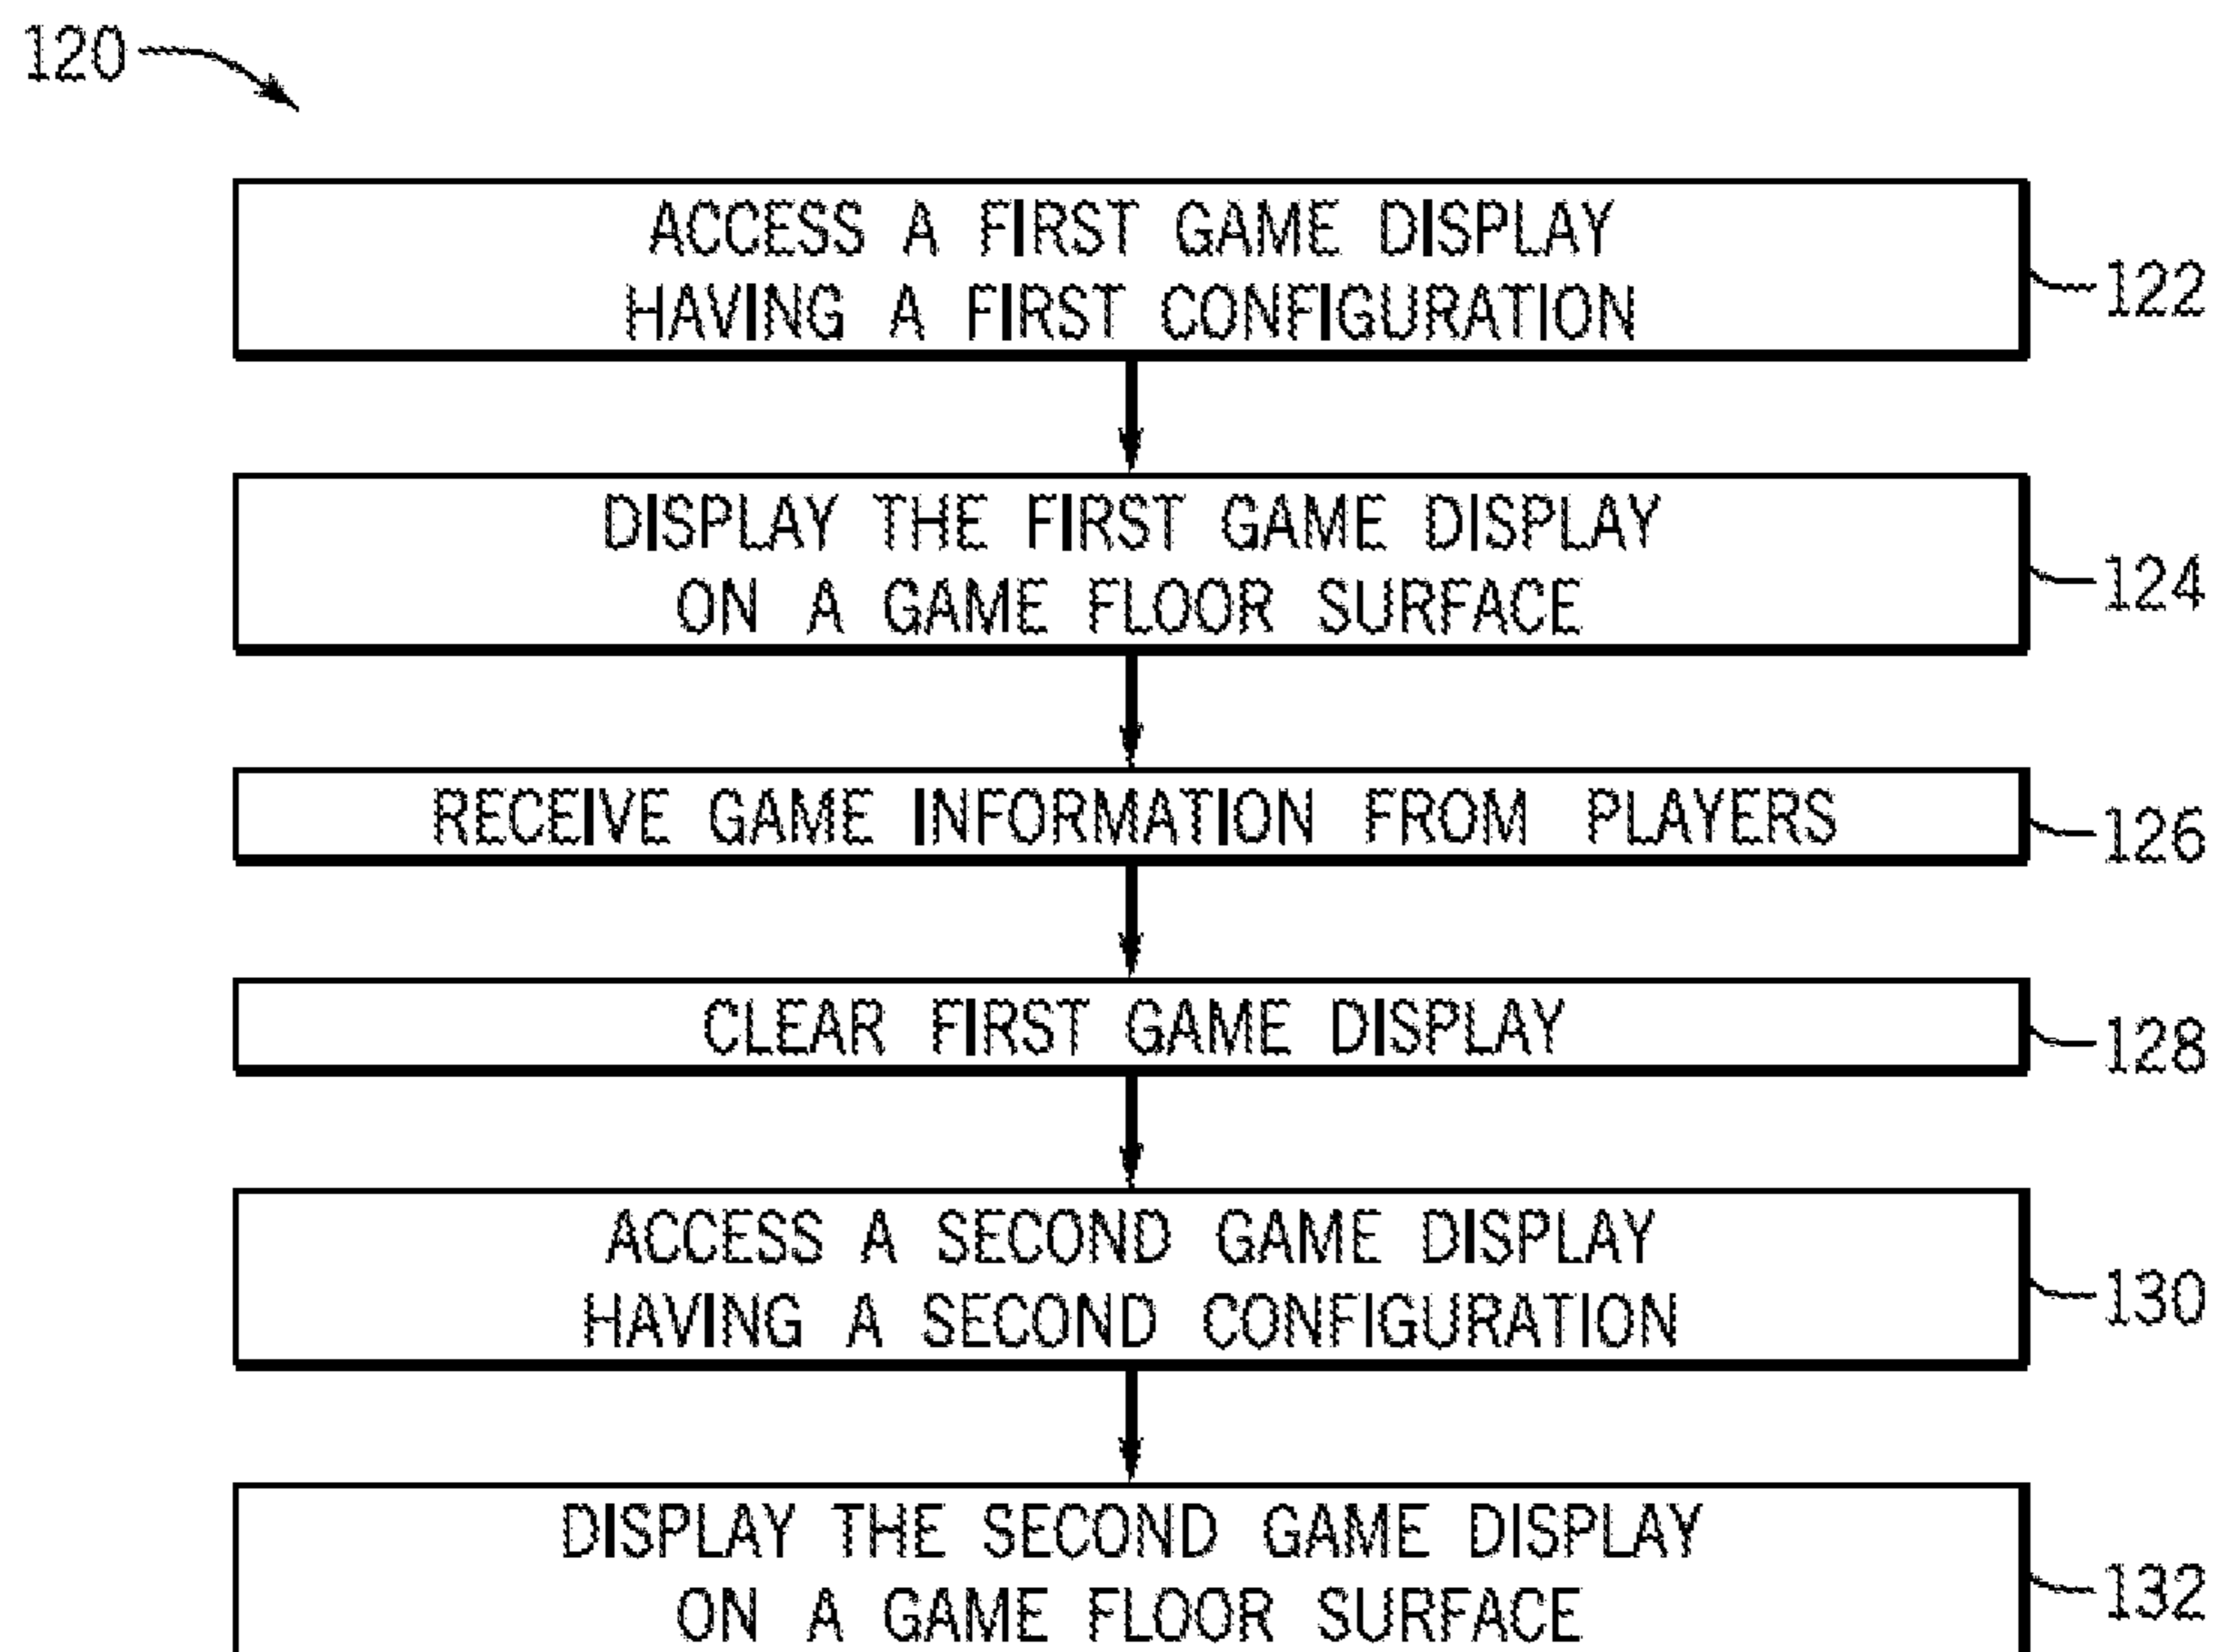 120
ACCESS A FIRST GAME DISPLAY
HAVING A FIRST CONFIGURATION
122
DISPLAY THE FIRST GAME DISPLAY
ON A GAME FLOOR SURFACE
124
RECEIVE GAME INFORMATION FROM PLAYERS
126
CLEAR FIRST GAME DISPLAY
128
ACCESS A SECOND GAME DISPLAY
HAVING A SECOND CONFIGURATION
130
DISPLAY THE SECOND GAME DISPLAY
ON A GAME FLOOR SURFACE
132